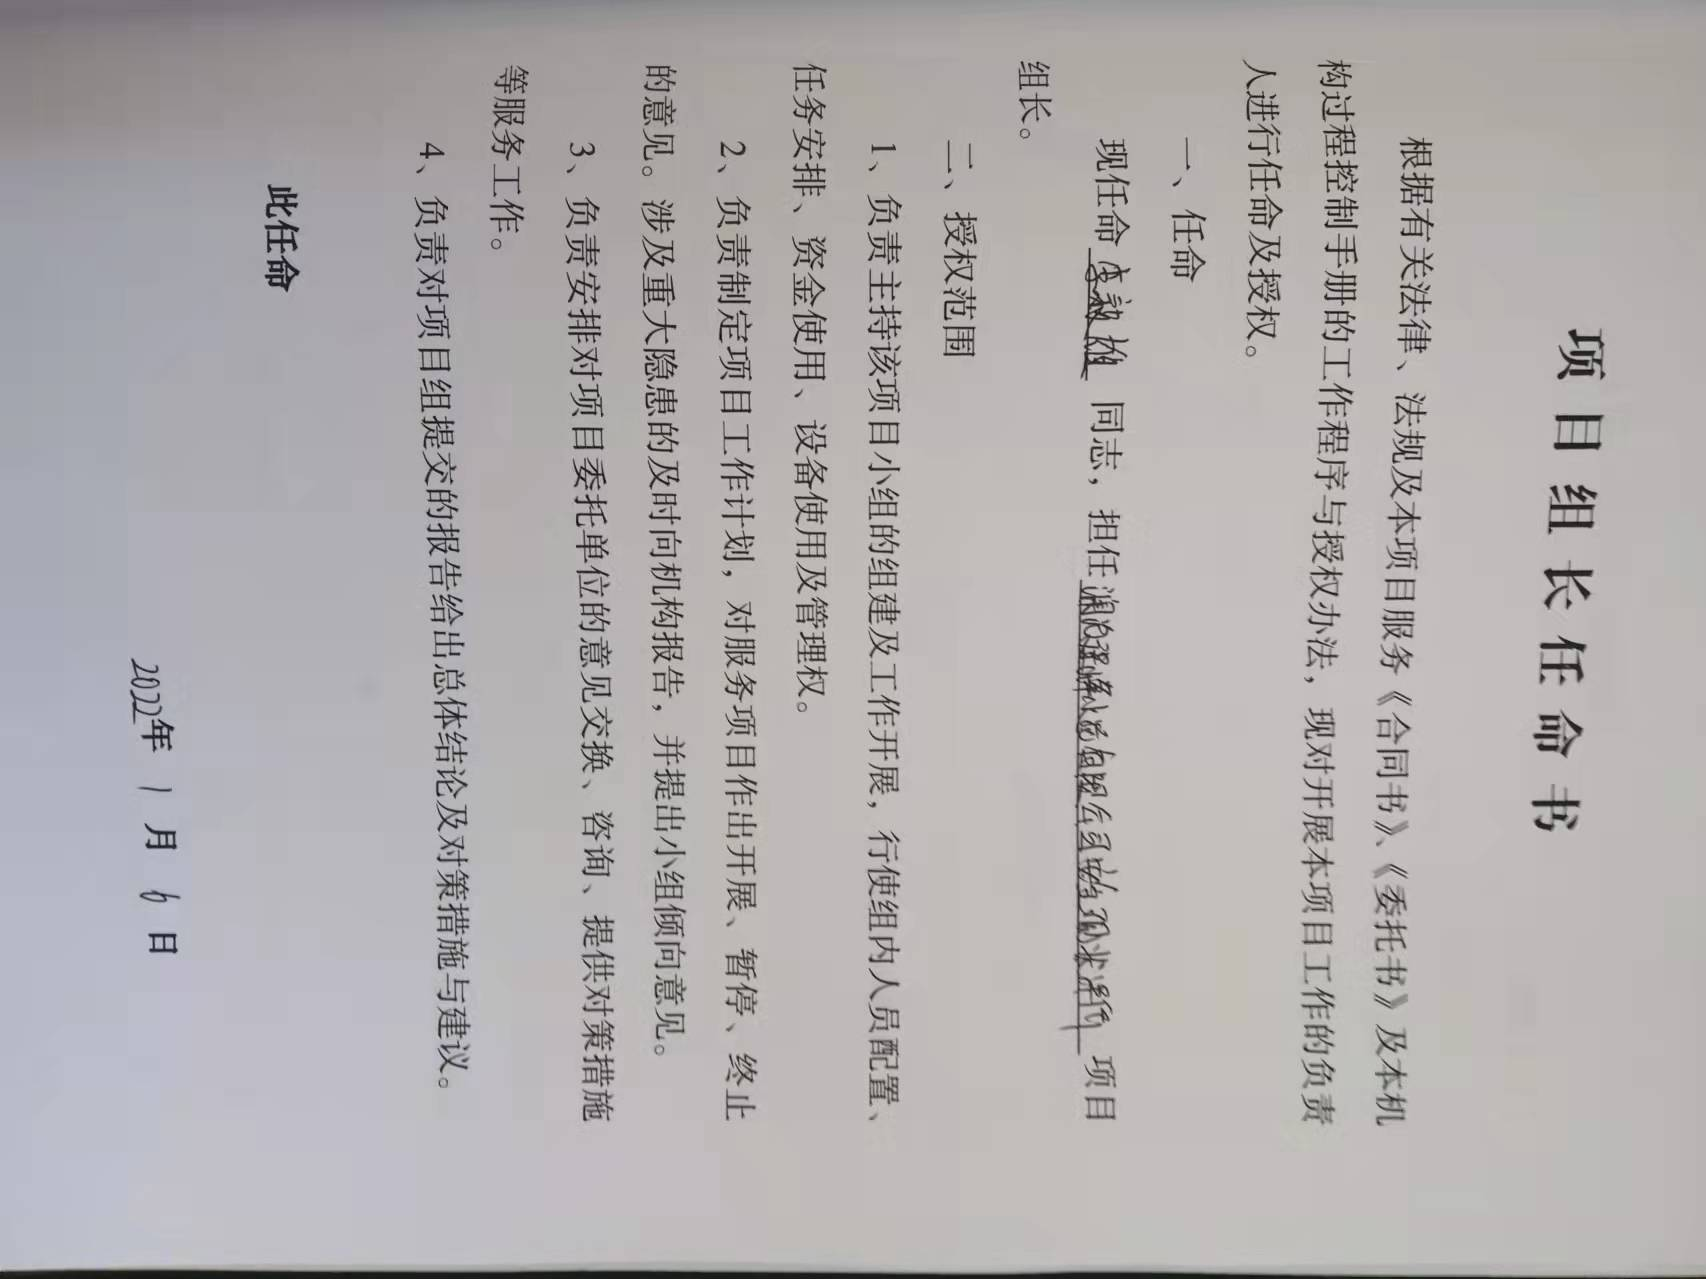 项目组长任命书
根据有关法律、法规及本项目服务《合同书》、《委托书》及本机
构过程控制手册的工作程序与授权办法，现对开展本项目工作的负责
人进行任命及授权。
一、任命
现任命 同志，担任 有限公司 项目
组长。
二、授权范围
1、负责主持该项目小组的组建及工作开展，行使组内人员配置、
任务安排、资金使用、设备使用及管理权。
2、负责制定项目工作计划，对服务项目作出开展、暂停、终止
的意见。涉及重大隐患的及时向机构报告，并提出小组倾向意见。
3、负责安排对项目委托单位的意见交换、咨询、提供对策措施
等服务工作。
4、负责对项目组提交的报告给出总体结论及对策措施与建议。
此任命
2022年 1 月 6 日